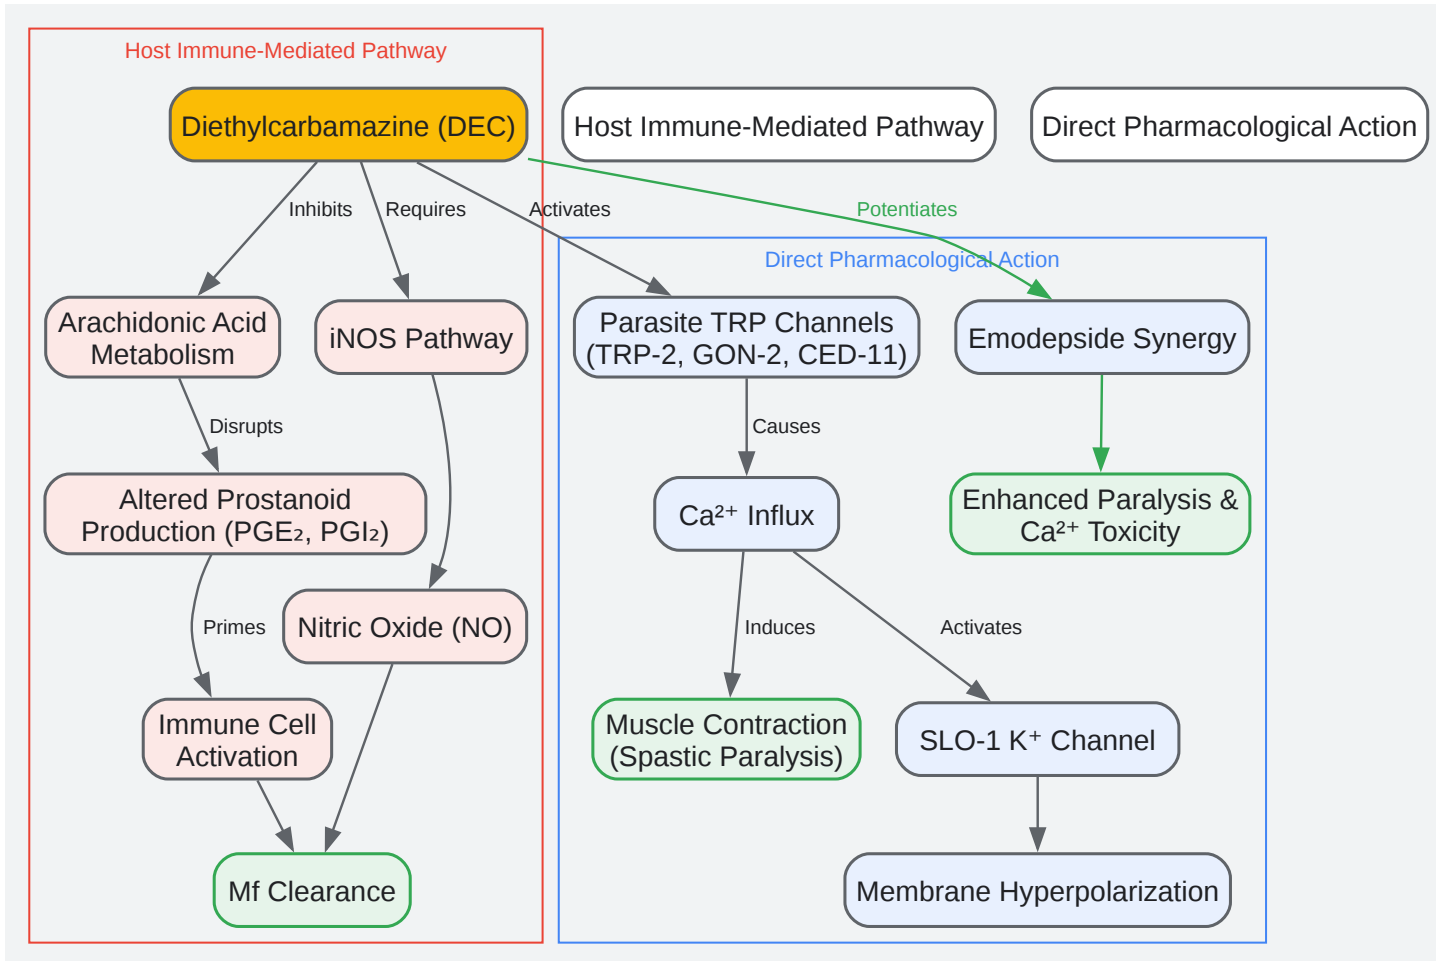 Host Immune-Mediated Pathway
Diethylcarbamazine (DEC)
Host Immune-Mediated Pathway
Direct Pharmacological Action
Inhibits
Requires
Activates
Potentiates
Direct Pharmacological Action
Arachidonic Acid
Metabolism
iNOS Pathway
Parasite TRP Channels
(TRP-2, GON-2, CED-11)
Emodepside Synergy
Disrupts
Causes
Altered Prostanoid
Production (PGE₂, PGI₂)
Ca²⁺ Influx
Enhanced Paralysis &
Ca²⁺ Toxicity
Primes
Nitric Oxide (NO)
Induces
Activates
Immune Cell
Activation
Muscle Contraction
(Spastic Paralysis)
SLO-1 K⁺ Channel
Mf Clearance
Membrane Hyperpolarization